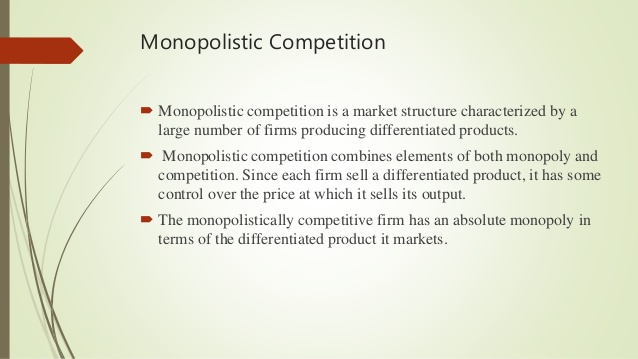 Monopolistic Competition
Monopolistic competition is a market structure characterized by a
large number of firms producing differentiated products.
Monopolistic competition combines elements of both monopoly and
competition. Since each firm sell a differentiated product, it has some
control over the price at which it sells its output.
The monopolistically competitive firm has an absolute monopoly in
terms of the differentiated product it markets.